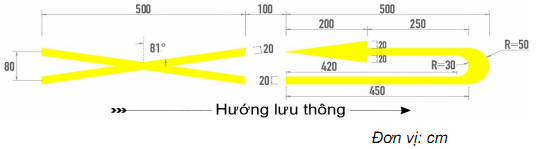 500 100 500
200 250
81°
20 20 R=50
80 R=30
20 420 20
450
Hướng lưu thông
Đơn vị: cm